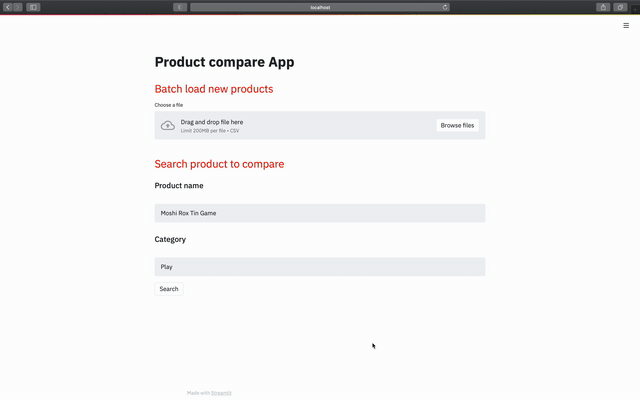 localhost
Product compare App
Batch load new products
Choose a file
Drag and drop file here
Limit 200MB per file • CSV
Browse files
Search product to compare
Product name
Moshi Rox Tin Game
Category
Play
Search
Made with Streamlit